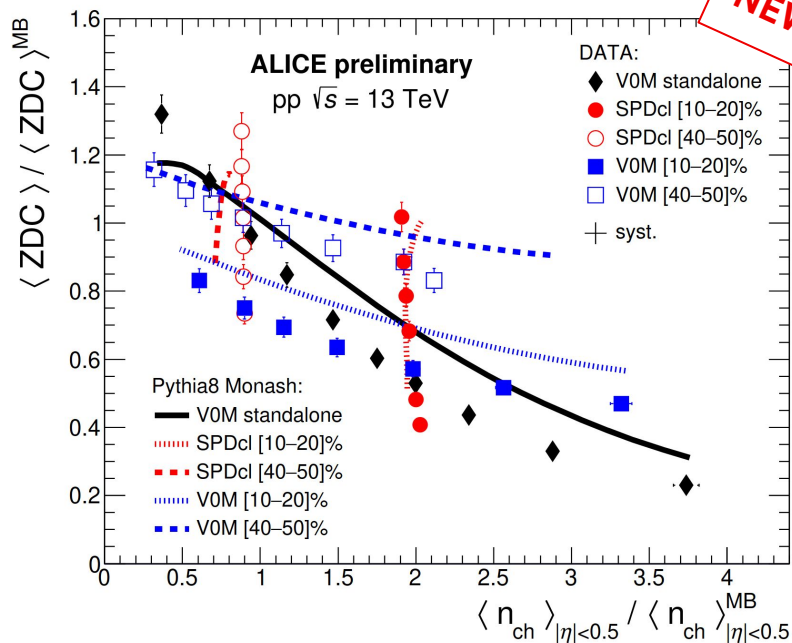 NEW
ALICE preliminary
pp √s = 13 TeV
DATA:
V0M standalone
SPDcl [10–20]%
SPDcl [40–50]%
V0M [10–20]%
V0M [40–50]%
syst.
Pythia8 Monash:
V0M standalone
SPDcl [10–20]%
SPDcl [40–50]%
V0M [10–20]%
V0M [40–50]%
⟨ ZDC ⟩ / ⟨ ZDC ⟩^MB
1.6
1.4
1.2
1
0.8
0.6
0.4
0.2
0
0 0.5 1 1.5 2 2.5 3 3.5 4
⟨ n_ch ⟩_|η|<0.5 / ⟨ n_ch ⟩^MB_|η|<0.5